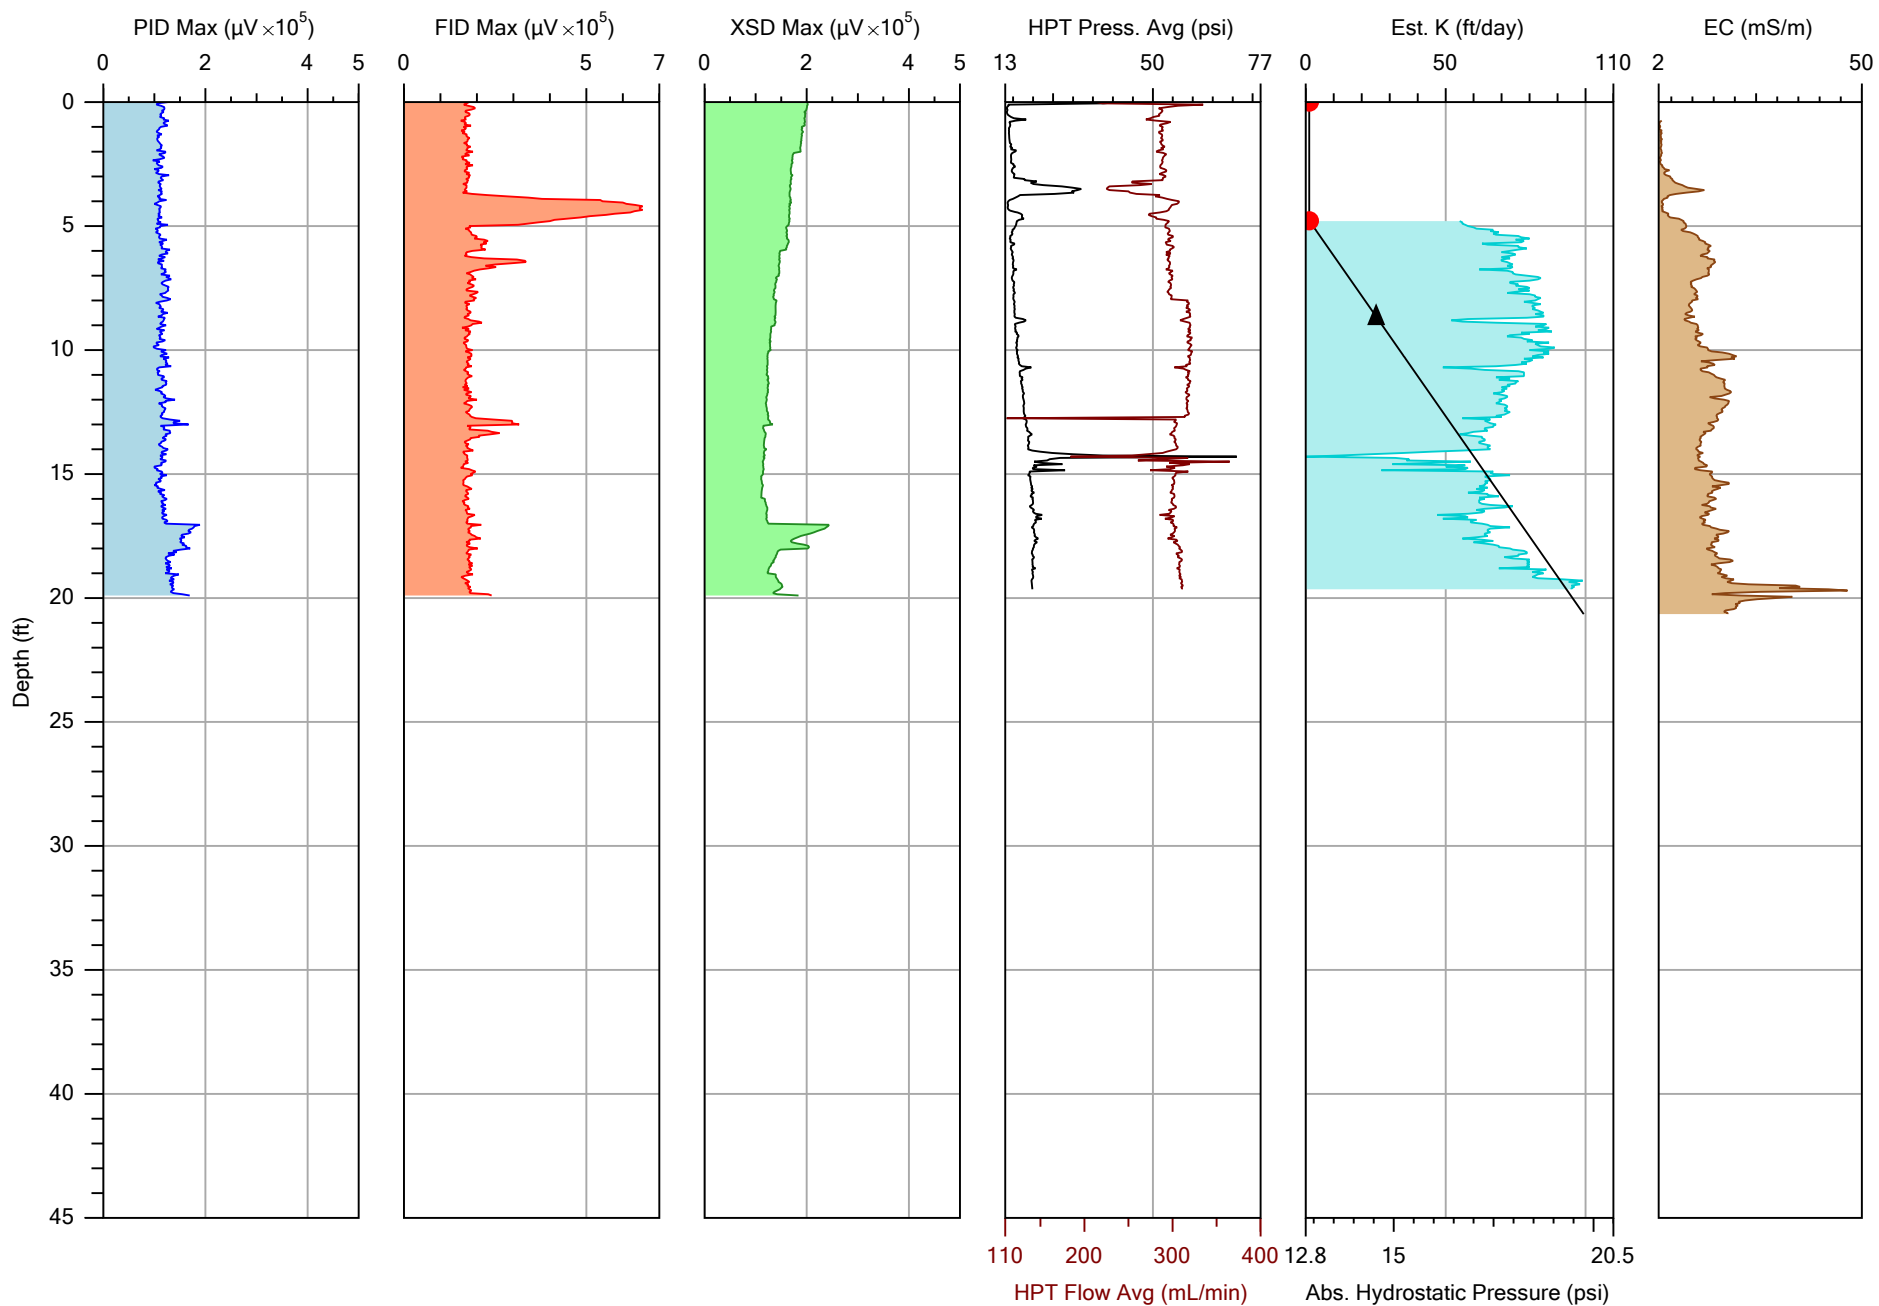 PID Max (µV ×10⁵) FID Max (µV ×10⁵) XSD Max (µV ×10⁵) HPT Press. Avg (psi) Est. K (ft/day) EC (mS/m)
0 2 4 5 0 5 7 0 2 4 5 13 50 77 0 50 110 2 50
0
5
10
15
20
25
30
35
40
45
Depth (ft)
110 200 300 400 12.8 15 20.5
HPT Flow Avg (mL/min) Abs. Hydrostatic Pressure (psi)